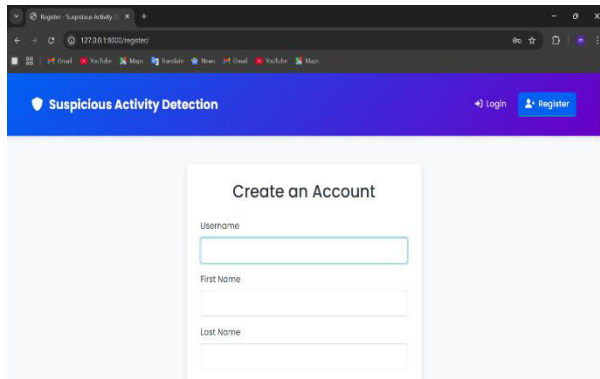 Register - Suspicious Activity D
127.0.0.1:8000/register/
M Gmail YouTube Maps Translate News M Gmail YouTube Maps
Suspicious Activity Detection
Login
Register
Create an Account
Username
First Name
Last Name